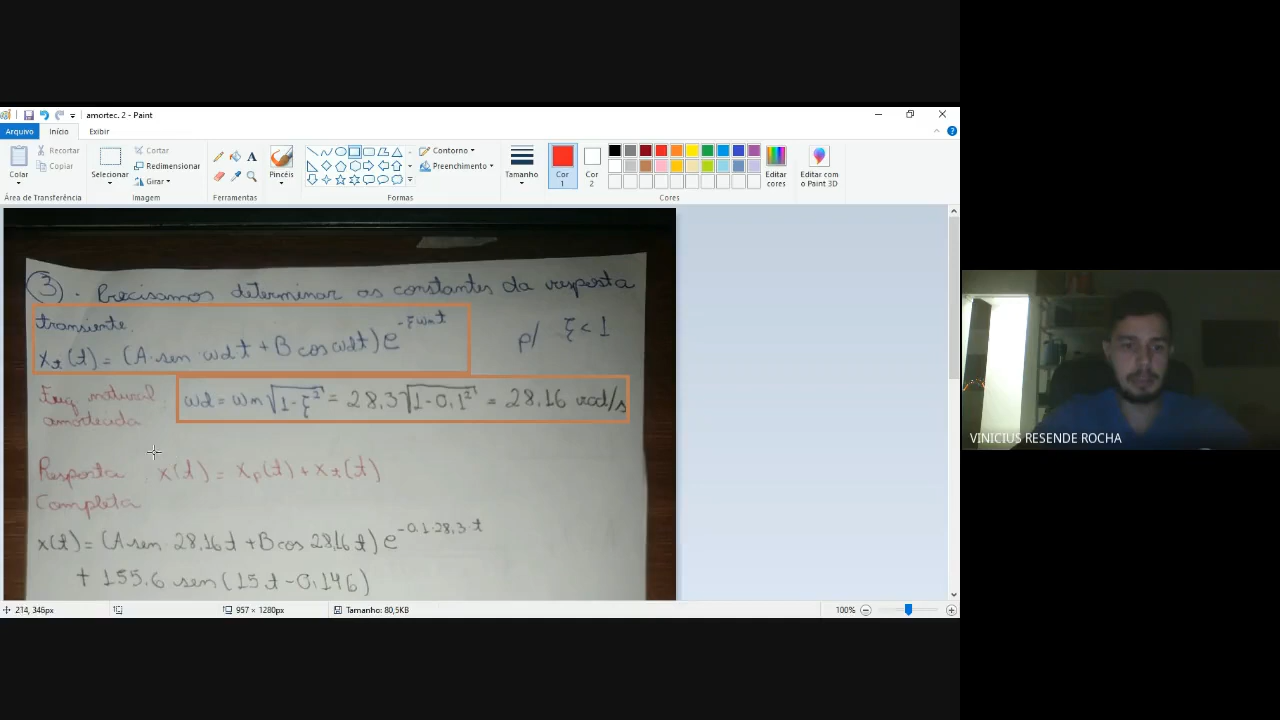 amortec. 2 - Paint
Arquivo Início Exibir
Colar
Recortar
Copiar
Área de Transferência
Selecionar
Cortar
Redimensionar
Girar
Imagem
Ferramentas
Pincéis
Contorno
Preenchimento
Formas
Tamanho
Cor 1
Cor 2
Editar cores
Cores
Editar com o Paint 3D
③. Precisamos determinar as constantes da resposta
transiente.
x_t(t) = (A·sen·ωdt + B cos ωdt) e^-ξωnt p/ ξ < 1
Freq natural : ωd = ωn√1-ξ² = 28,3√1-0,1² = 28,16 rad/s
amortecida
Resposta : x(t) = x_p(t) + x_t(t)
Completa
x(t) = (A sen 28,16t + B cos 28,16t) e^-0,1·28,3·t
+ 155.6 sen(15t - 0,146)
214, 346px
957 × 1280px
Tamanho: 80,5KB
100%
VINICIUS RESENDE ROCHA